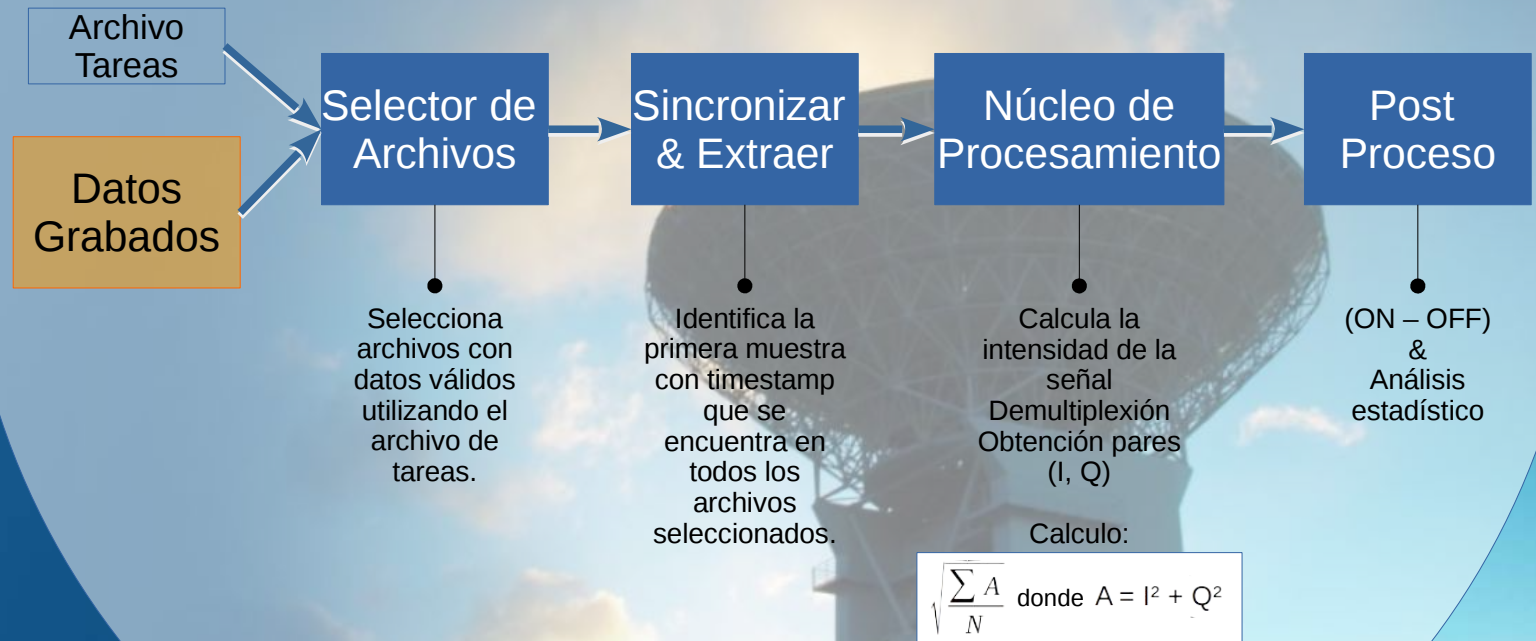 Archivo
Tareas
Datos
Grabados
Selector de
Archivos
Sincronizar
& Extraer
Núcleo de
Procesamiento
Post
Proceso
Selecciona
archivos con
datos válidos
utilizando el
archivo de
tareas.
Identifica la
primera muestra
con timestamp
que se
encuentra en
todos los
archivos
seleccionados.
Calcula la
intensidad de la
señal
Demultiplexión
Obtención pares
(I, Q)
Calculo:
√(∑ A / N) donde A = I² + Q²
(ON – OFF)
&
Análisis
estadístico